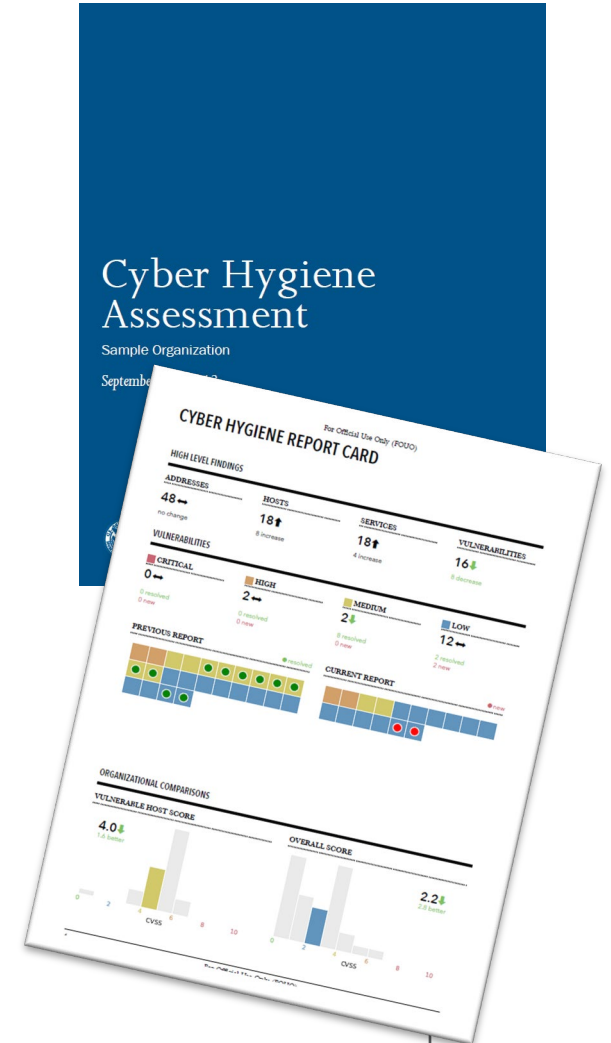 Cyber Hygiene
Assessment
Sample Organization
For Official Use Only (FOUO)
CYBER HYGIENE REPORT CARD
HIGH LEVEL FINDINGS
ADDRESSES
48
no change
HOSTS
18
8 increase
SERVICES
18
4 increase
VULNERABILITIES
16
8 decrease
VULNERABILITIES
CRITICAL
0
0 resolved
0 new
HIGH
2
0 resolved
0 new
MEDIUM
2
8 resolved
0 new
LOW
12
2 resolved
2 new
PREVIOUS REPORT
resolved
CURRENT REPORT
new
ORGANIZATIONAL COMPARISONS
VULNERABLE HOST SCORE
4.0
1.6 better
0 2 4 6 8 10
CVSS
OVERALL SCORE
2.2
2.8 better
0 2 4 6 8 10
CVSS